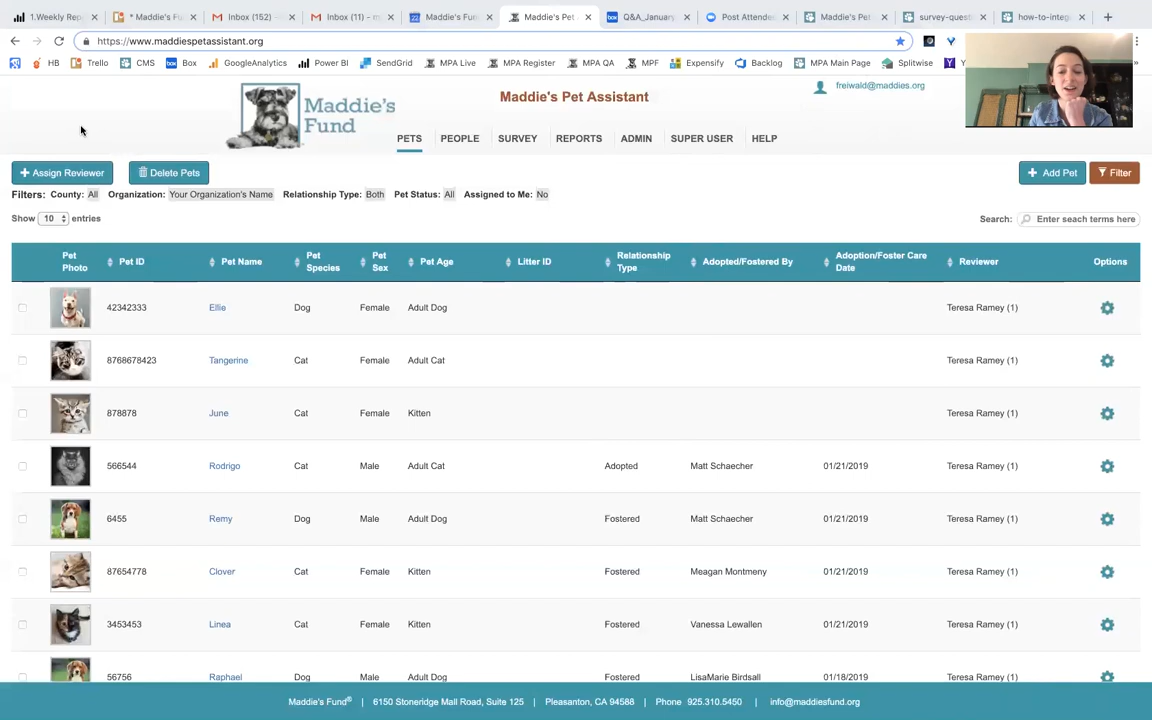 1.Weekly Rep
* Maddie's Fu
Inbox (152) -
Inbox (11) - m
Maddie's Fun
Maddie's Pet
Q&A_January
Post Attende
Maddie's Pet
survey-quest
how-to-integ
https://www.maddiespetassistant.org
HB
Trello
CMS
Box
GoogleAnalytics
Power BI
SendGrid
MPA Live
MPA Register
MPA QA
MPF
Expensify
Backlog
MPA Main Page
Splitwise
Maddie's Fund
Maddie's Pet Assistant
freiwald@maddies.org
PETS PEOPLE SURVEY REPORTS ADMIN SUPER USER HELP
+ Assign Reviewer Delete Pets + Add Pet Filter
Filters: County: All Organization: Your Organization's Name Relationship Type: Both Pet Status: All Assigned to Me: No
Show 10 entries Search: Enter seach terms here
Pet Photo Pet ID Pet Name Pet Species Pet Sex Pet Age Litter ID Relationship Type Adopted/Fostered By Adoption/Foster Care Date Reviewer Options
42342333 Ellie Dog Female Adult Dog Teresa Ramey (1)
8768678423 Tangerine Cat Female Adult Cat Teresa Ramey (1)
878878 June Cat Female Kitten Teresa Ramey (1)
566544 Rodrigo Cat Male Adult Cat Adopted Matt Schaecher 01/21/2019 Teresa Ramey (1)
6455 Remy Dog Male Adult Dog Fostered Matt Schaecher 01/21/2019 Teresa Ramey (1)
87654778 Clover Cat Female Kitten Fostered Meagan Montmeny 01/21/2019 Teresa Ramey (1)
3453453 Linea Cat Female Kitten Fostered Vanessa Lewallen 01/21/2019 Teresa Ramey (1)
56756 Raphael Dog Male Adult Dog Fostered LisaMarie Birdsall 01/18/2019 Teresa Ramey (1)
Maddie's Fund® | 6150 Stoneridge Mall Road, Suite 125 | Pleasanton, CA 94588 | Phone 925.310.5450 | info@maddiesfund.org